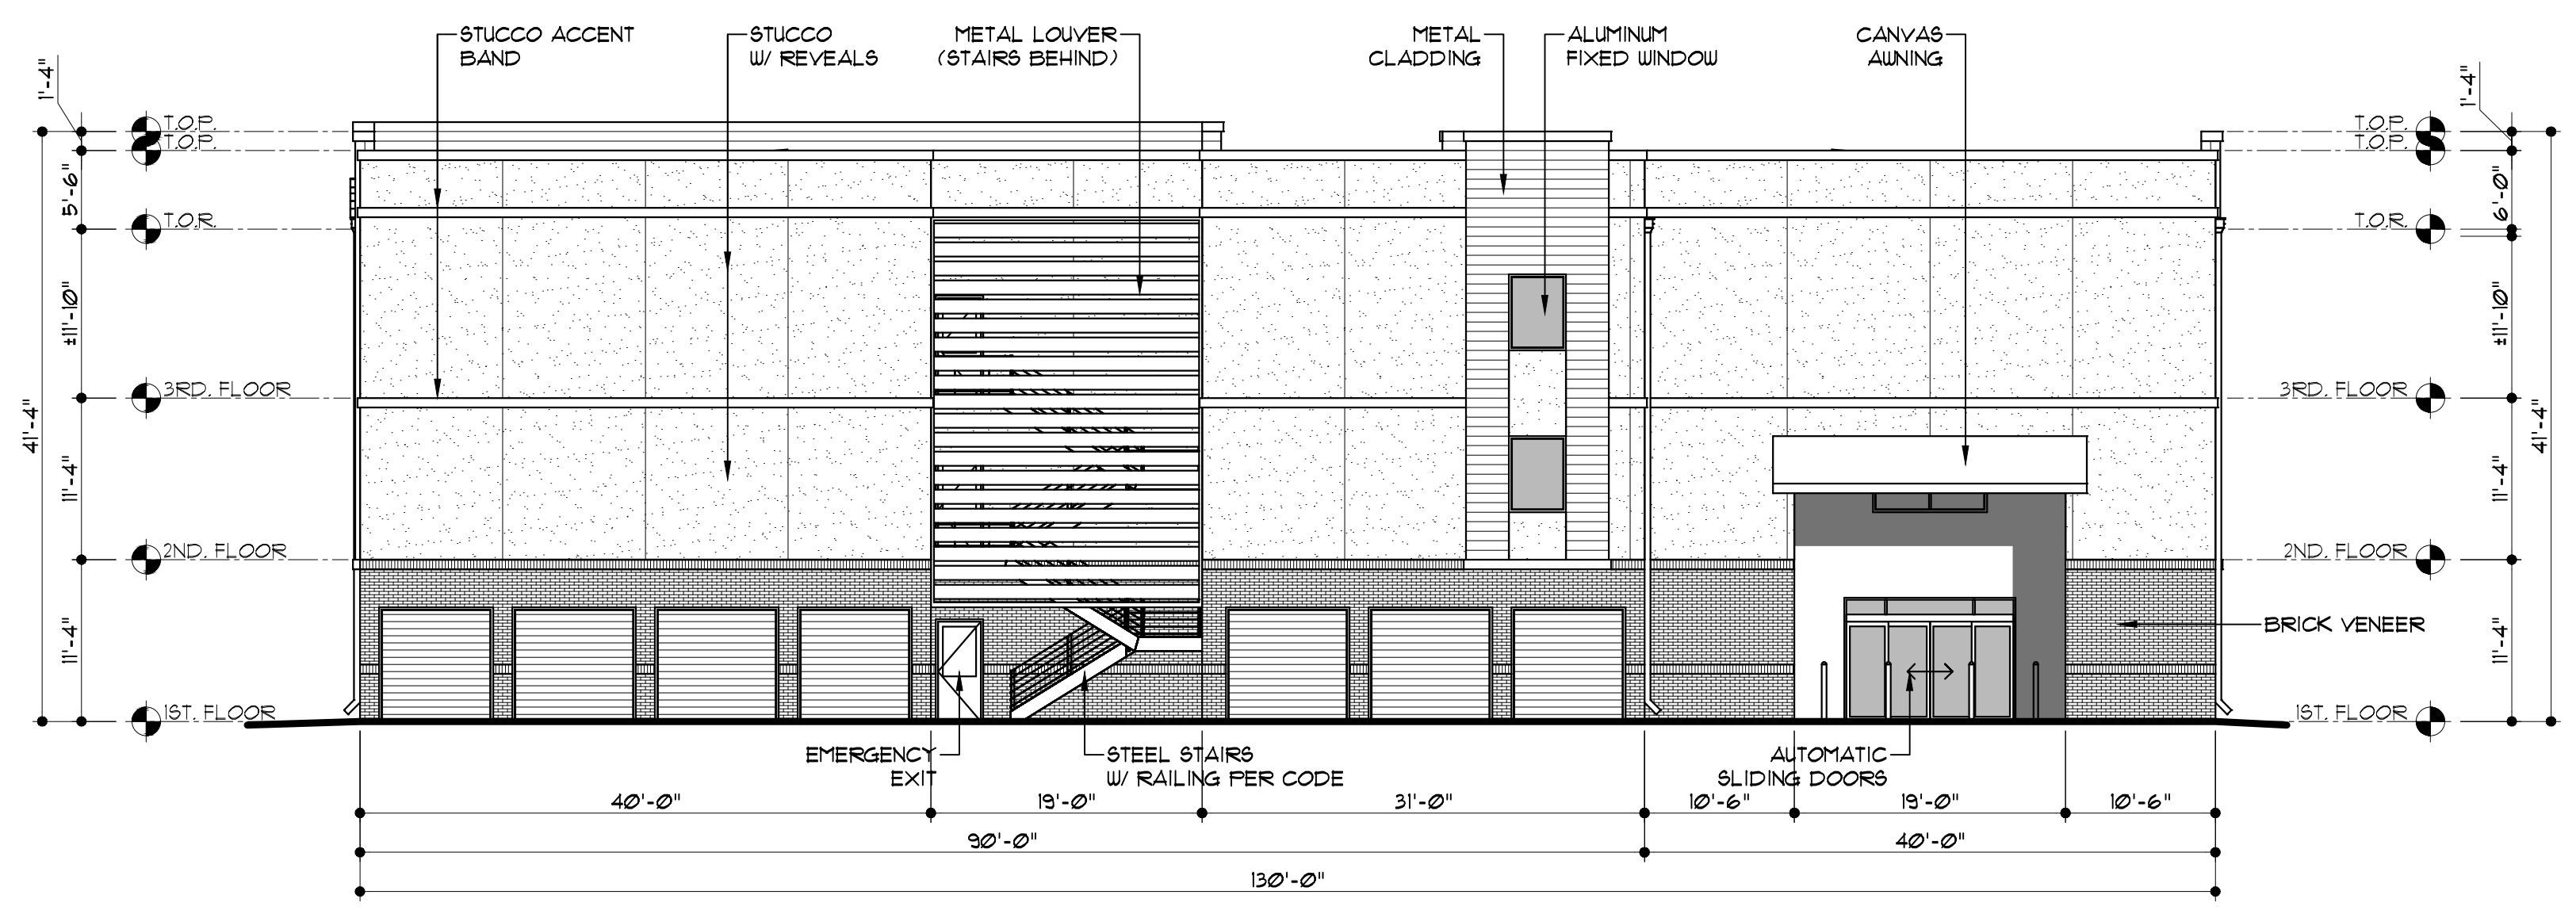 STUCCO ACCENT
BAND
STUCCO
W/ REVEALS
METAL LOUVER
(STAIRS BEHIND)
METAL
CLADDING
ALUMINUM
FIXED WINDOW
CANVAS
AWNING
1'-4"
T.O.P.
T.O.P.
5'-6"
T.O.R.
±11'-10"
3RD. FLOOR
41'-4"
11'-4"
2ND. FLOOR
11'-4"
1ST. FLOOR
1'-4"
T.O.P.
T.O.P.
6'-0"
T.O.R.
±11'-10"
3RD. FLOOR
41'-4"
11'-4"
2ND. FLOOR
BRICK VENEER
11'-4"
1ST. FLOOR
EMERGENCY
EXIT
STEEL STAIRS
W/ RAILING PER CODE
AUTOMATIC
SLIDING DOORS
40'-0"
19'-0"
31'-0"
10'-6"
19'-0"
10'-6"
90'-0"
40'-0"
130'-0"